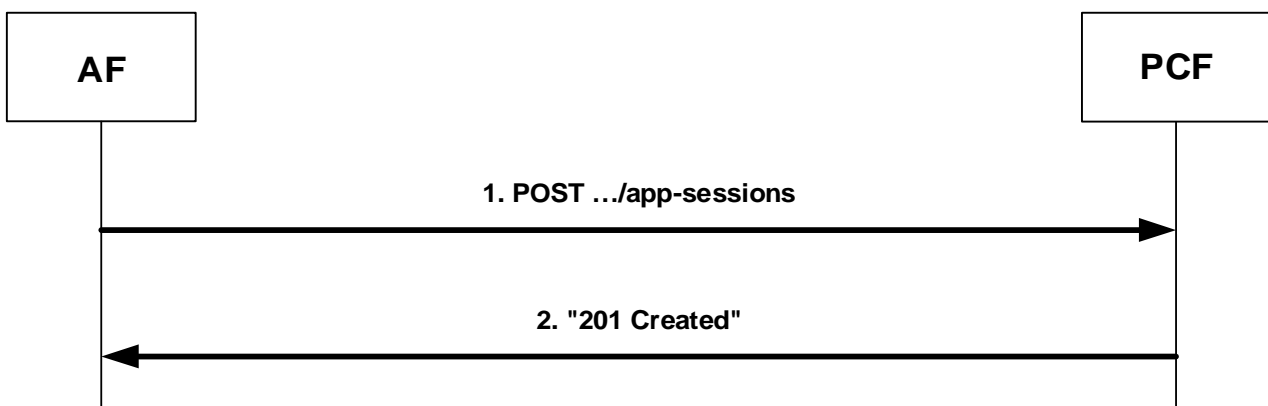 AF
PCF
1. POST …/app-sessions
2. "201 Created"